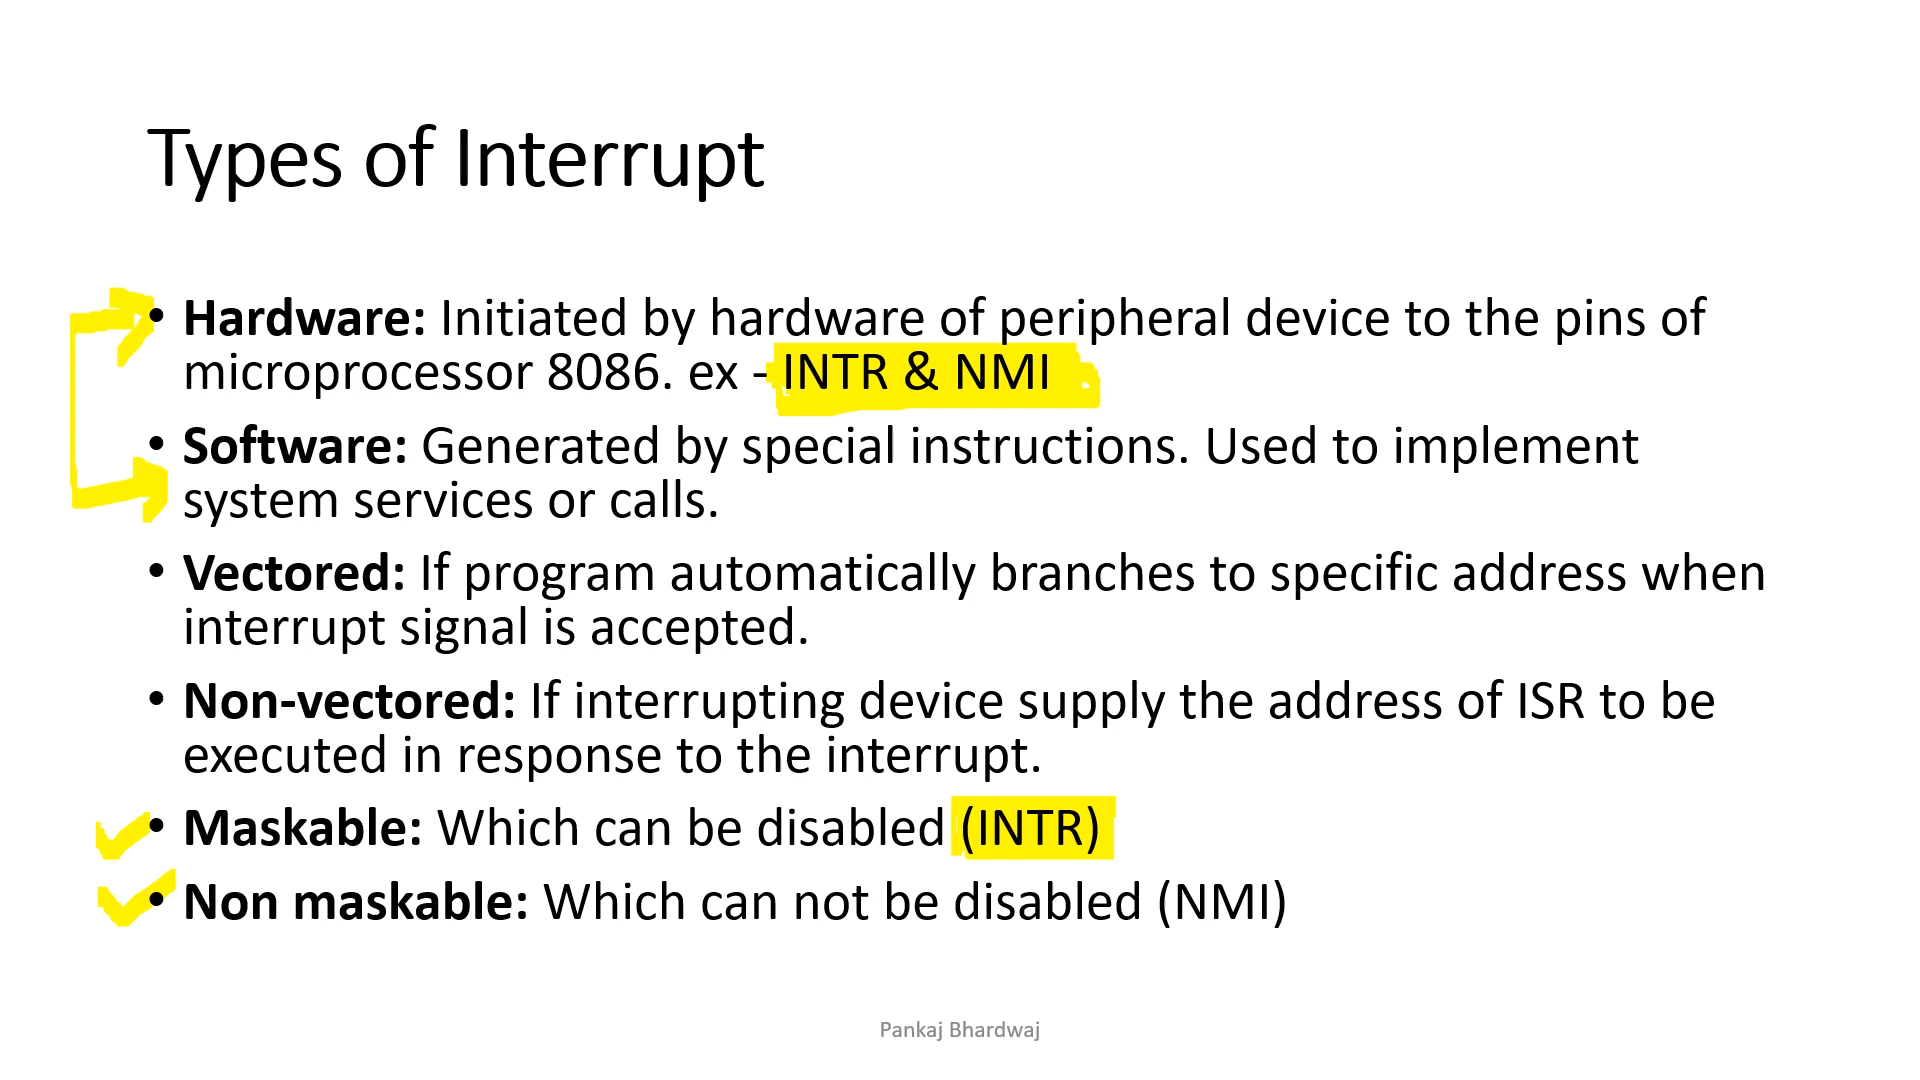 Types of Interrupt
• Hardware: Initiated by hardware of peripheral device to the pins of
microprocessor 8086. ex - INTR & NMI
• Software: Generated by special instructions. Used to implement
system services or calls.
• Vectored: If program automatically branches to specific address when
interrupt signal is accepted.
• Non-vectored: If interrupting device supply the address of ISR to be
executed in response to the interrupt.
• Maskable: Which can be disabled (INTR)
• Non maskable: Which can not be disabled (NMI)
Pankaj Bhardwaj